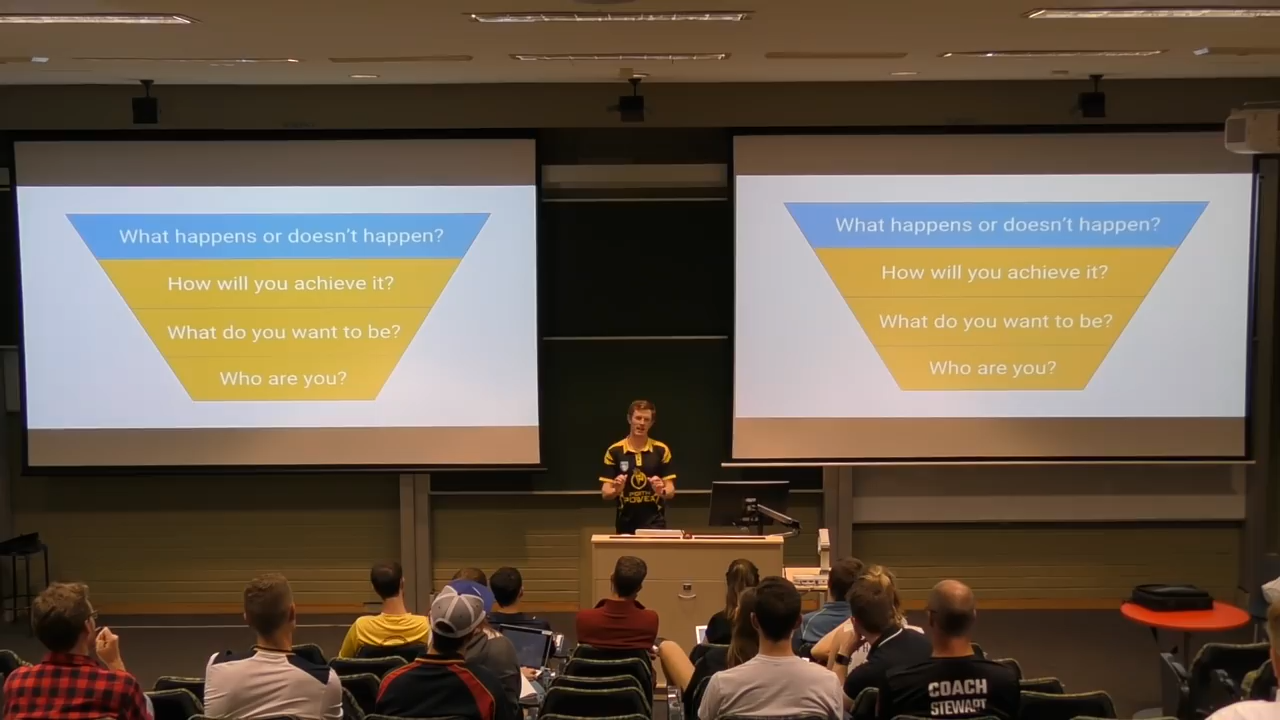 What happens or doesn't happen?
How will you achieve it?
What do you want to be?
Who are you?
What happens or doesn't happen?
How will you achieve it?
What do you want to be?
Who are you?
PERTH
POWER
COACH
STEWART